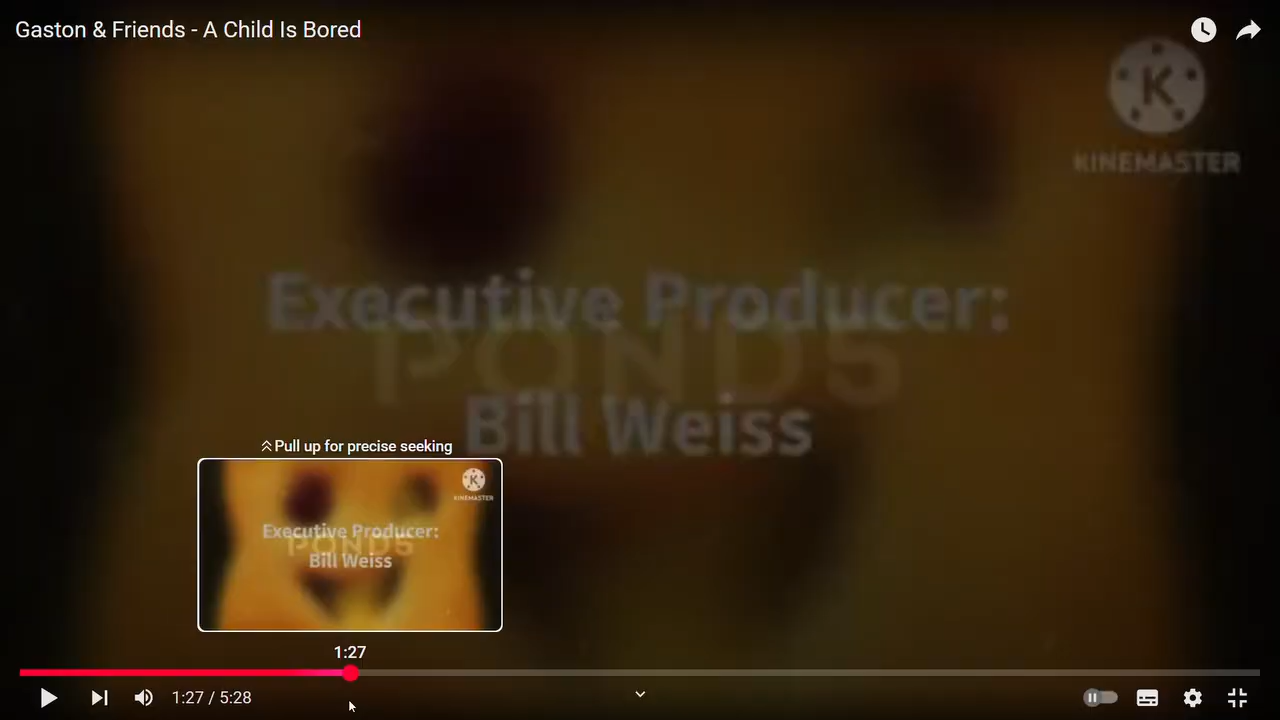 Gaston & Friends - A Child Is Bored
K
KINEMASTER
Executive Producer:
POND5
Bill Weiss
Pull up for precise seeking
K
KINEMASTER
Executive Producer:
POND5
Bill Weiss
1:27
1:27 / 5:28